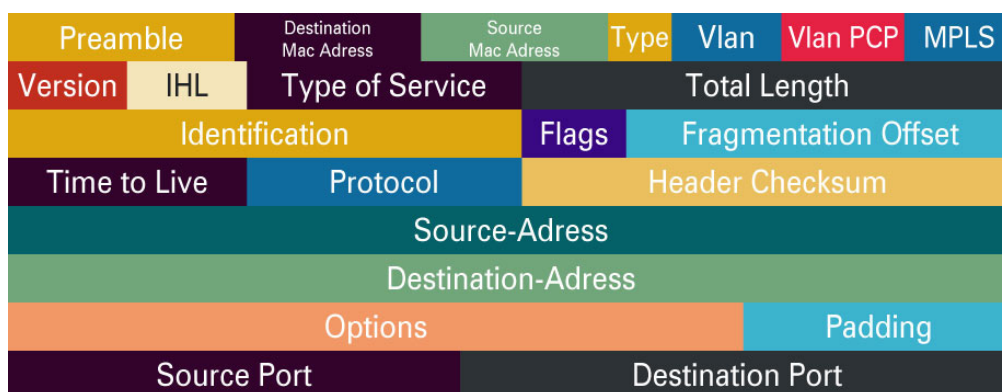 Preamble
Destination
Mac Adress
Source
Mac Adress
Type
Vlan
Vlan PCP
MPLS
Version
IHL
Type of Service
Total Length
Identification
Flags
Fragmentation Offset
Time to Live
Protocol
Header Checksum
Source-Adress
Destination-Adress
Options
Padding
Source Port
Destination Port